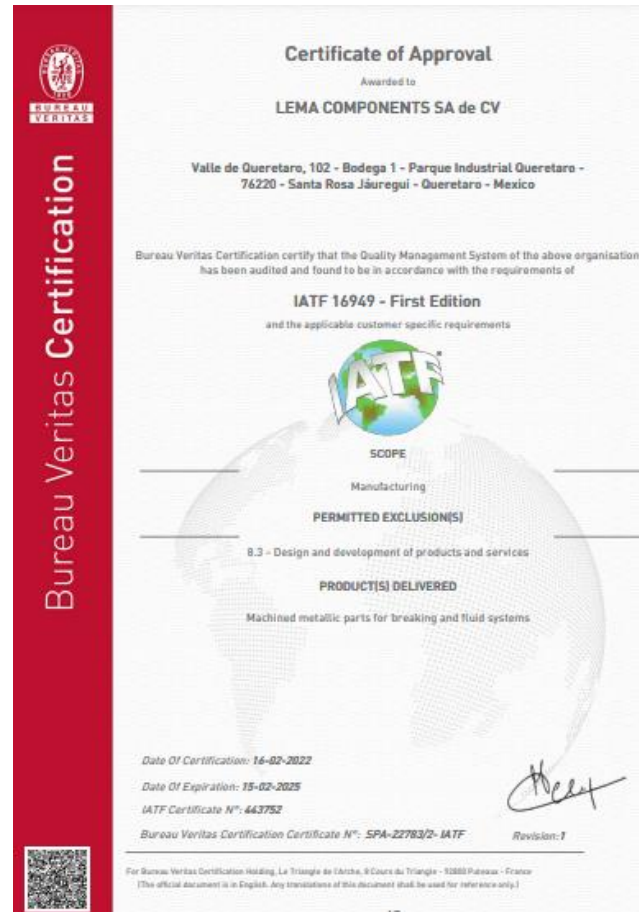 BUREAU
VERITAS
Bureau Veritas Certification
Certificate of Approval
Awarded to
LEMA COMPONENTS SA de CV
Valle de Queretaro, 102 - Bodega 1 - Parque Industrial Queretaro -
76220 - Santa Rosa Jáuregui - Queretaro - Mexico
Bureau Veritas Certification certify that the Quality Management System of the above organisation
has been audited and found to be in accordance with the requirements of
IATF 16949 - First Edition
and the applicable customer specific requirements
IATF
SCOPE
Manufacturing
PERMITTED EXCLUSION(S)
8.3 - Design and development of products and services
PRODUCT(S) DELIVERED
Machined metallic parts for breaking and fluid systems
Date Of Certification: 16-02-2022
Date Of Expiration: 15-02-2025
IATF Certificate N°: 443752
Bureau Veritas Certification Certificate N°: SPA-22783/2- IATF
Revision: 1
For Bureau Veritas Certification Holding, Le Triangle de l'Arche, 8 Cours du Triangle - 92800 Puteaux - France
(The official document is in English. Any translations of this document shall be used for reference only.)